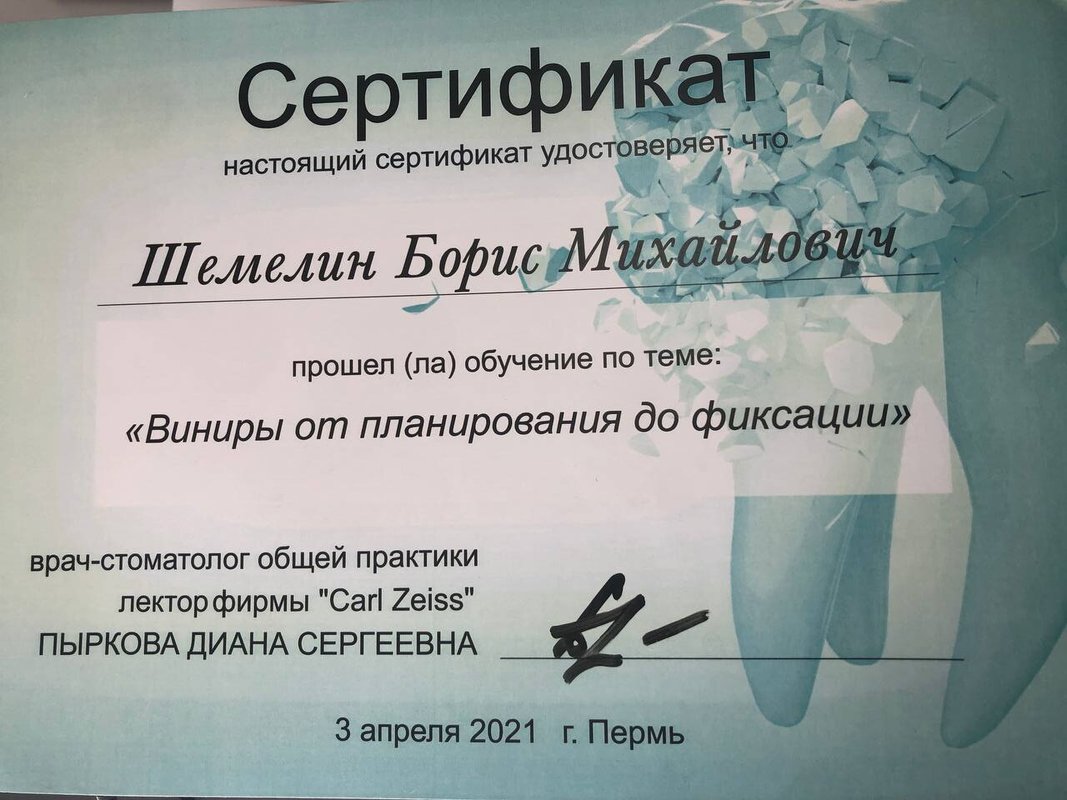 Сертификат
настоящий сертификат удостоверяет, что
Шемелин Борис Михайлович
прошел (ла) обучение по теме:
«Виниры от планирования до фиксации»
врач-стоматолог общей практики
лектор фирмы "Carl Zeiss"
ПЫРКОВА ДИАНА СЕРГЕЕВНА
3 апреля 2021 г. Пермь